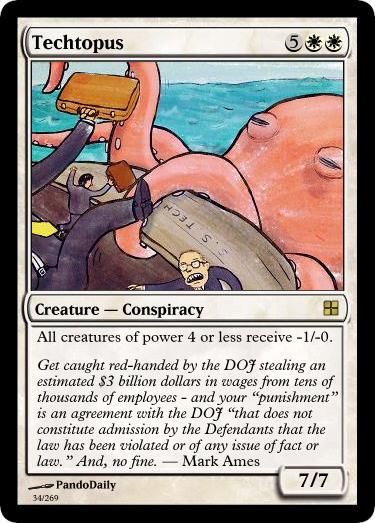 Techtopus 5
S.S. TECH
Creature — Conspiracy
All creatures of power 4 or less receive -1/-0.
Get caught red-handed by the DOJ stealing an
estimated $3 billion dollars in wages from tens of
thousands of employees - and your “punishment”
is an agreement with the DOJ “that does not
constitute admission by the Defendants that the
law has been violated or of any issue of fact or
law.” And, no fine. — Mark Ames
PandoDaily
7/7
34/269